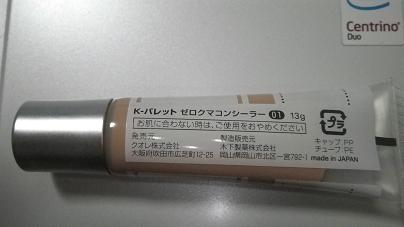 Centrino®
Duo
K-パレット ゼロクマコンシーラー 01 13g
お肌に合わない時は、ご使用をおやめください
発売元 製造販売元
クオレ株式会社 木下製薬株式会社
大阪府吹田市広芝町12-25 岡山県岡山市北区一宮792-1
プラ
キャップ PP
チューブ PE
made in JAPAN